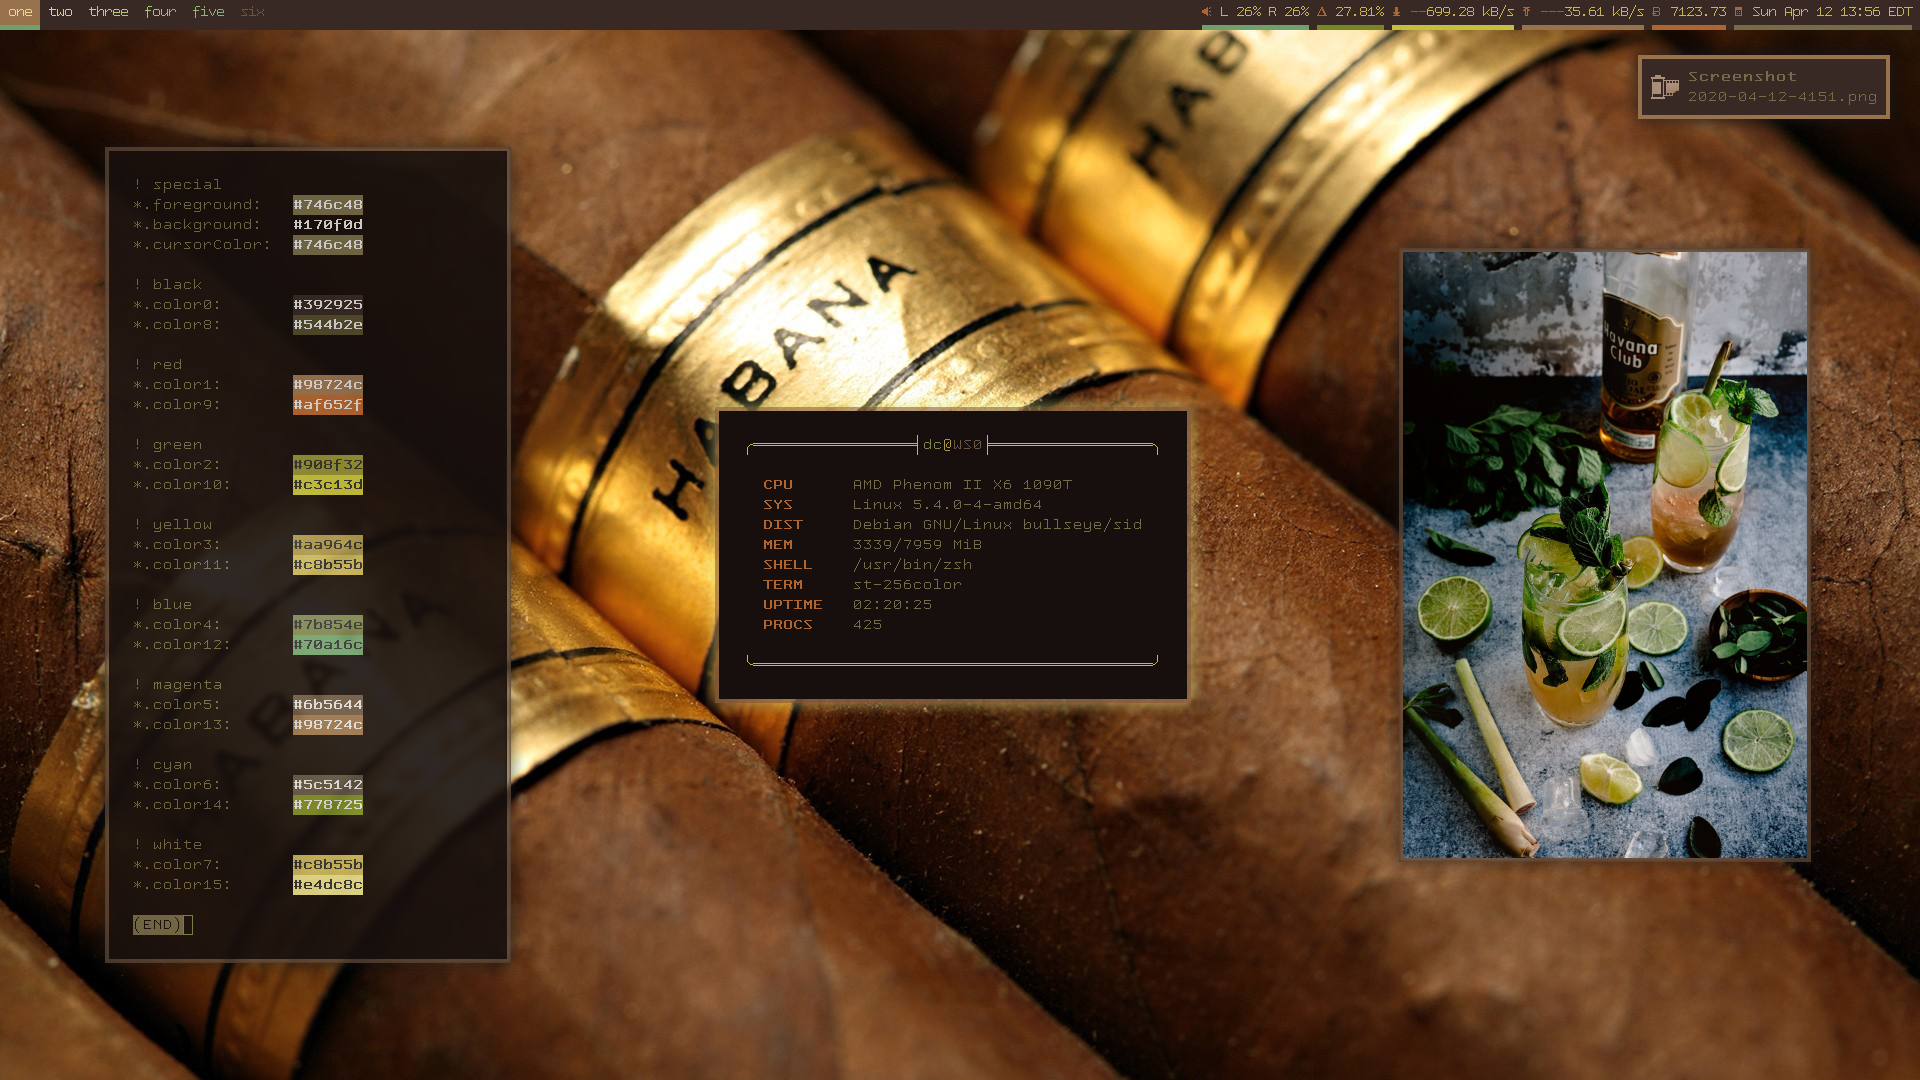 one two three four five six
L 26% R 26% 27.81% --699.28 kB/s ---35.61 kB/s 7123.73 Sun Apr 12 13:56 EDT
Screenshot
2020-04-12-4151.png
! special
*.foreground: #746c48
*.background: #170f0d
*.cursorColor: #746c48
! black
*.color0: #392925
*.color8: #544b2e
! red
*.color1: #98724c
*.color9: #af652f
! green
*.color2: #908f32
*.color10: #c3c13d
! yellow
*.color3: #aa964c
*.color11: #c8b55b
! blue
*.color4: #7b854e
*.color12: #70a16c
! magenta
*.color5: #6b5644
*.color13: #98724c
! cyan
*.color6: #5c5142
*.color14: #778725
! white
*.color7: #c8b55b
*.color15: #e4dc8c
(END)
dc@WS0
CPU AMD Phenom II X6 1090T
SYS Linux 5.4.0-4-amd64
DIST Debian GNU/Linux bullseye/sid
MEM 3339/7959 MiB
SHELL /usr/bin/zsh
TERM st-256color
UPTIME 02:20:25
PROCS 425
HABANA
HAB
ABANA
Havana
Club